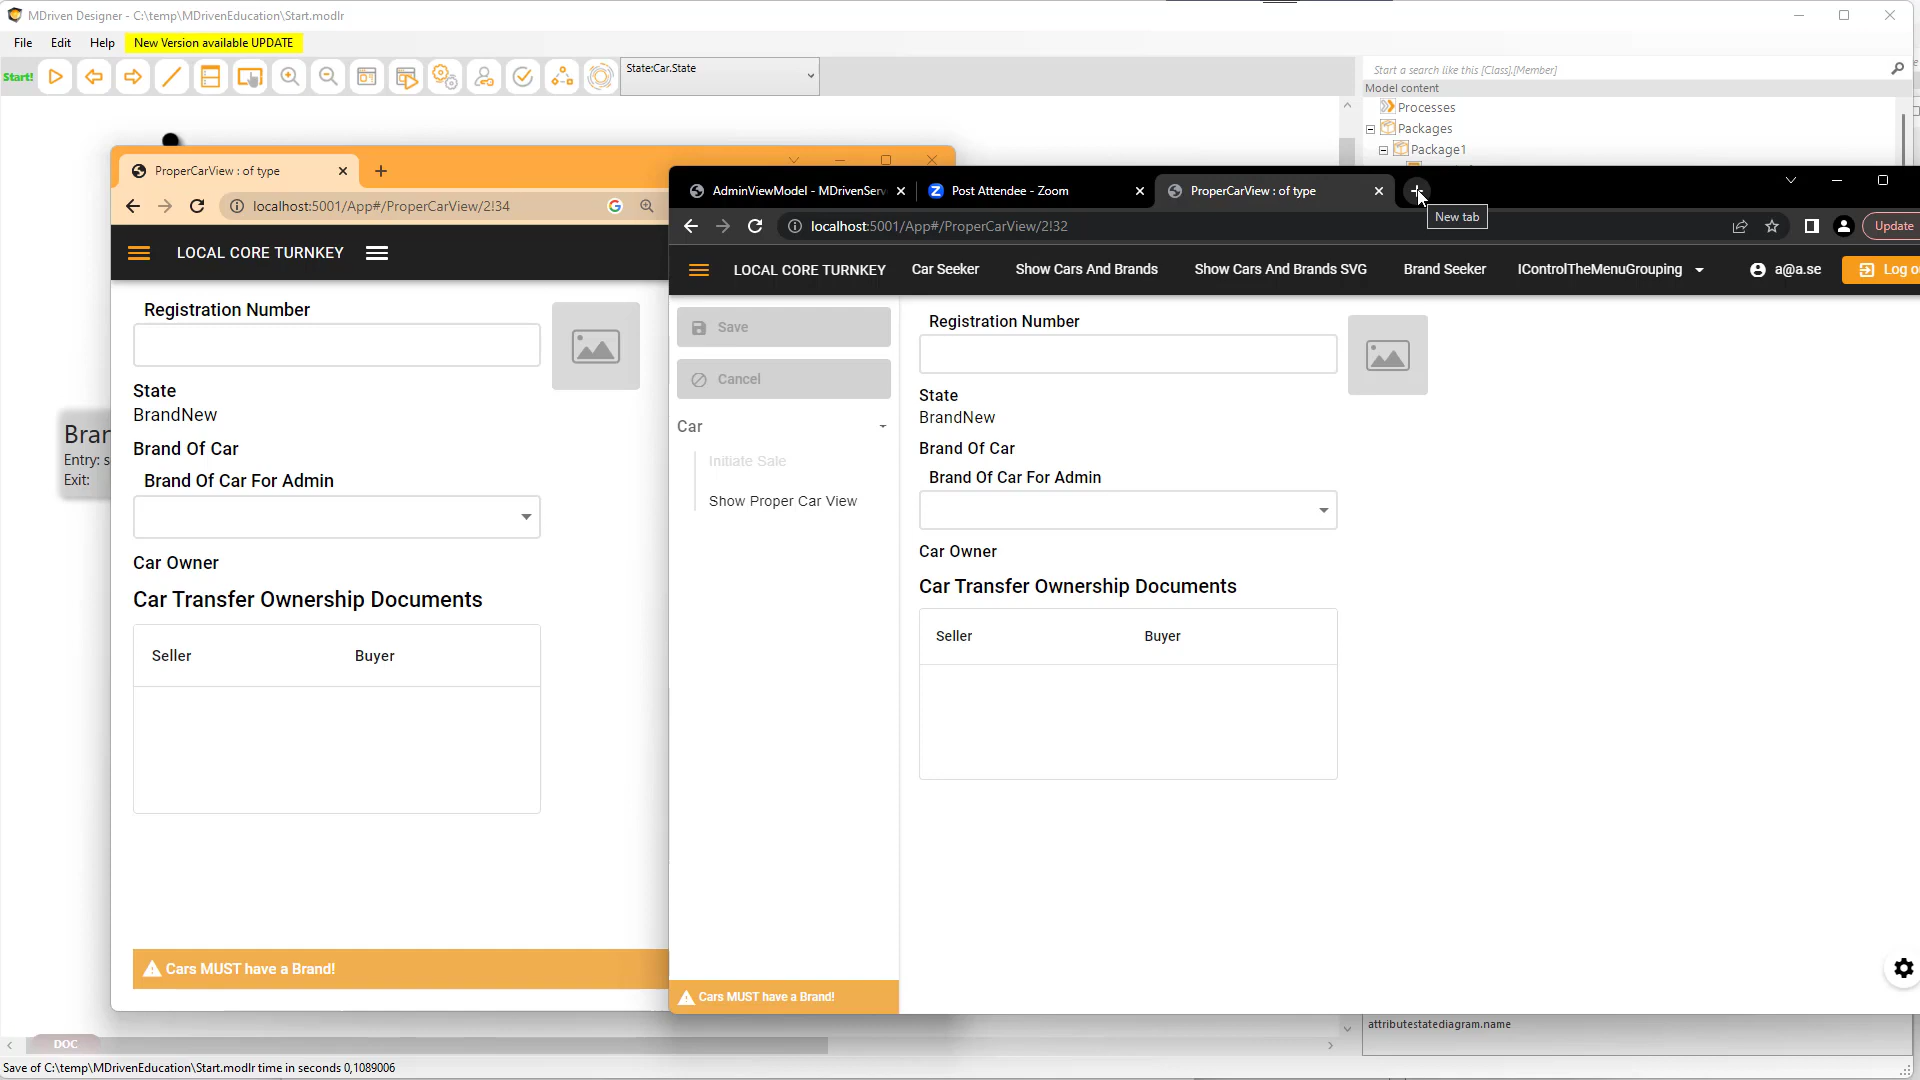 MDriven Designer - C:\temp\MDrivenEducation\Start.modlr
File Edit Help New Version available UPDATE
Start!
State:Car.State
Start a search like this [Class].[Member]
Model content
Processes
Packages
Package1
ProperCarView : of type
localhost:5001/App#/ProperCarView/2!34
LOCAL CORE TURNKEY
Registration Number
State
BrandNew
Brand Of Car
Brand Of Car For Admin
Car Owner
Car Transfer Ownership Documents
Seller Buyer
Cars MUST have a Brand!
Entry: s
Exit:
AdminViewModel - MDrivenServ
Post Attendee - Zoom
ProperCarView : of type
New tab
localhost:5001/App#/ProperCarView/2!32
Update
LOCAL CORE TURNKEY Car Seeker Show Cars And Brands Show Cars And Brands SVG Brand Seeker IControlTheMenuGrouping a@a.se Log o
Save
Cancel
Car
Initiate Sale
Show Proper Car View
Registration Number
State
BrandNew
Brand Of Car
Brand Of Car For Admin
Car Owner
Car Transfer Ownership Documents
Seller Buyer
Cars MUST have a Brand!
DOC
attributestatediagram.name
Save of C:\temp\MDrivenEducation\Start.modlr time in seconds 0,1089006